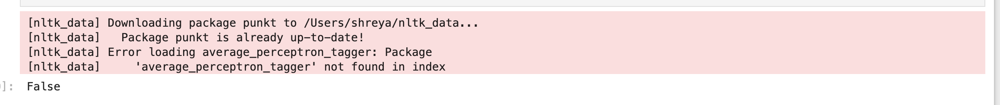 [nltk_data] Downloading package punkt to /Users/shreya/nltk_data...
[nltk_data]   Package punkt is already up-to-date!
[nltk_data] Error loading average_perceptron_tagger: Package
[nltk_data]     'average_perceptron_tagger' not found in index
]: False